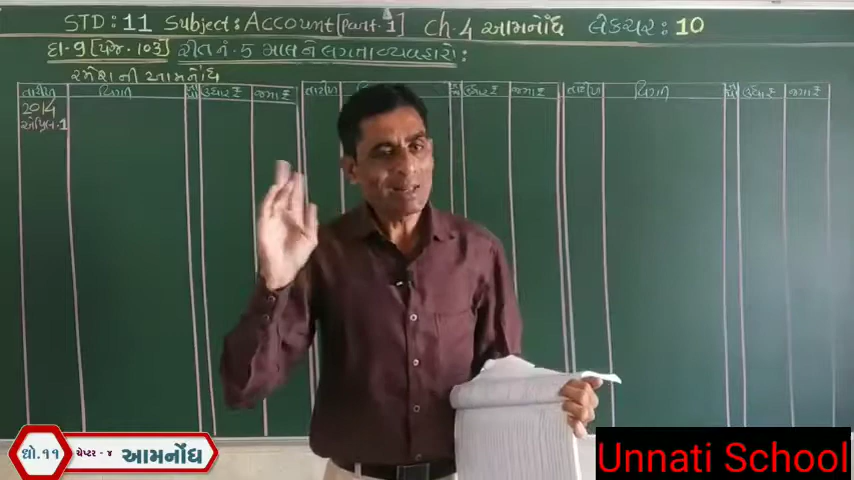 STD: 11 Subject: Account [Part-1] Ch-4 આમનોંધ લેકચર: 10
દા-9 [પેજ. 103] રીત નં. 5 માલ ને લગતા વ્યવહારો:
રમેશ ની આમનોંધ
તારીખ વિગત ઉધાર ₹ જમા ₹ તારીખ ઉધાર ₹ જમા ₹ તારીખ વિગત ઉધાર ₹ જમા ₹
2014
એપ્રિલ-1
ધો.૧૧ ચેપ્ટર - ૪ આમનોંધ
Unnati School